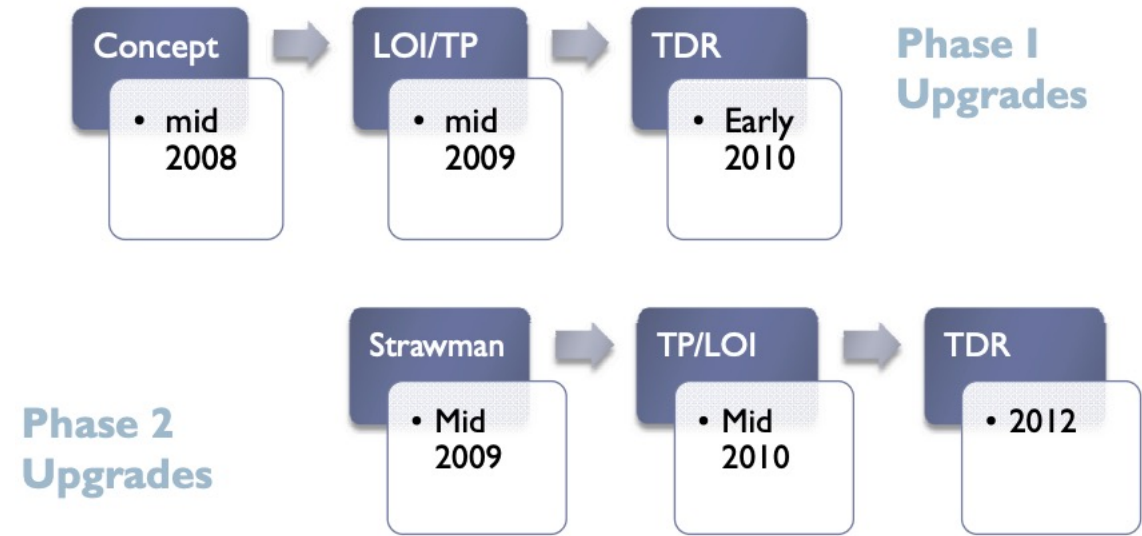 Concept
LOI/TP
TDR
Phase 1
Upgrades
• mid
2008
• mid
2009
• Early
2010
Strawman
TP/LOI
TDR
Phase 2
Upgrades
• Mid
2009
• Mid
2010
• 2012